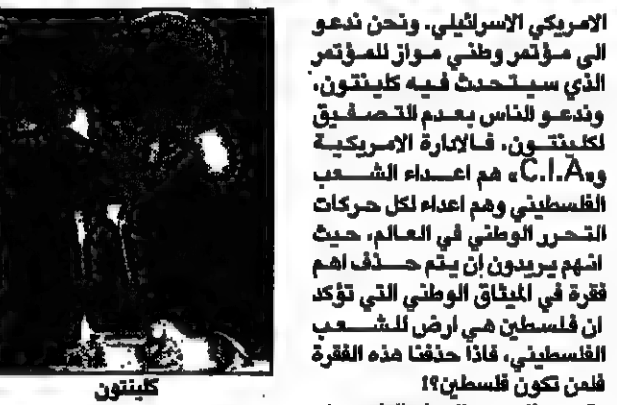 الامريكي الاسرائيلي. ونحن ندعو
الى مؤتمر وطني مواز للمؤتمر
الذي سيتحدث فيه كلينتون،
وندعو الناس بعدم التصفيق
لكلينتون. فالادارة الامريكية
و«C.I.A» هم اعداء الشعب
الفلسطيني وهم اعداء لكل حركات
التحرر الوطني في العالم، حيث
انهم يريدون ان يتم حذف اهم
فقرة في الميثاق الوطني التي تؤكد
ان فلسطين هي ارض للشعب
الفلسطيني، فاذا حذفنا هذه الفقرة
فلمن تكون فلسطين؟!
كلينتون